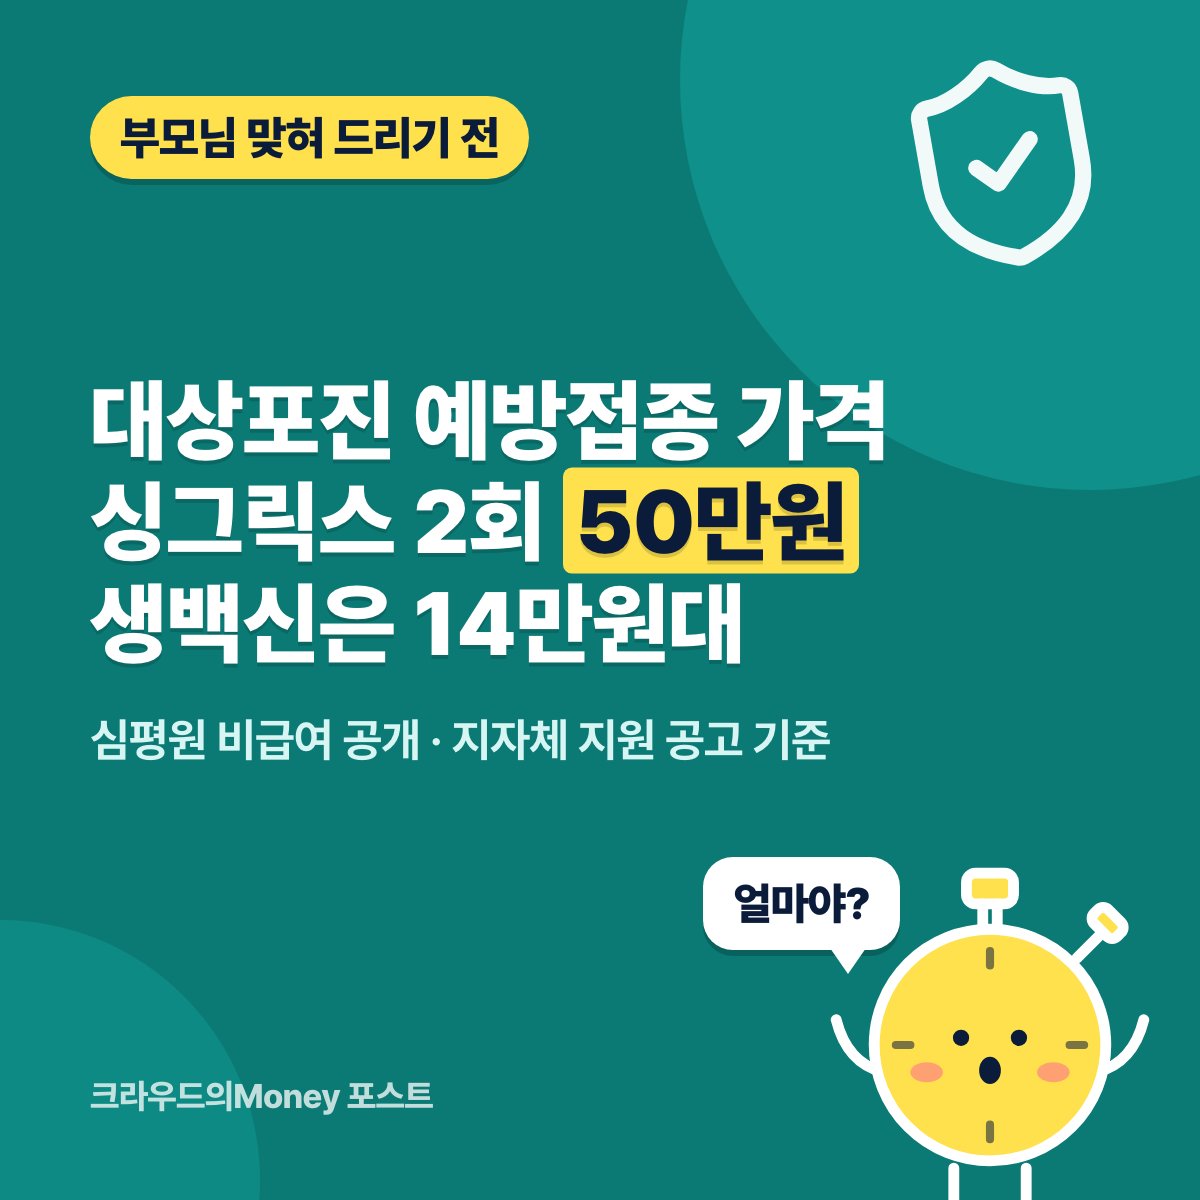 부모님 맞혀 드리기 전
대상포진 예방접종 가격
싱그릭스 2회 50만원
생백신은 14만원대
심평원 비급여 공개 · 지자체 지원 공고 기준
얼마야?
크라우드의Money 포스트